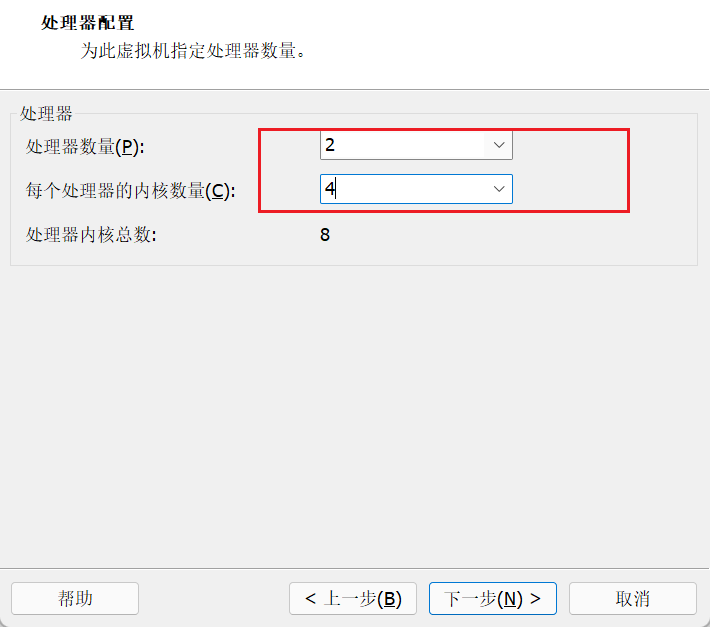 处理器配置
为此虚拟机指定处理器数量。
处理器
处理器数量(P): 2
每个处理器的内核数量(C): 4
处理器内核总数: 8
帮助 < 上一步(B) 下一步(N) > 取消